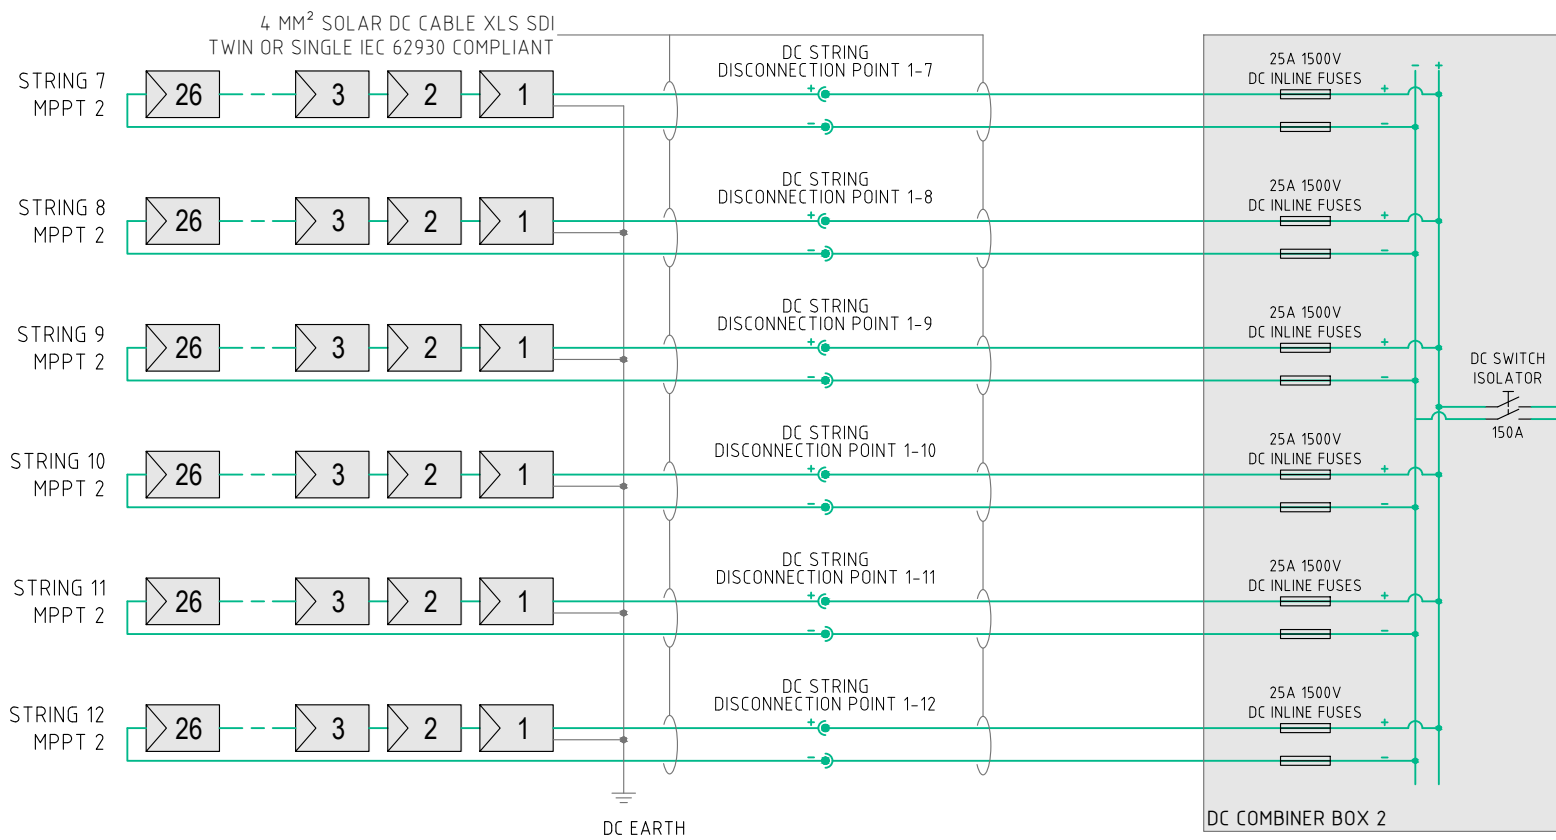 4 MM² SOLAR DC CABLE XLS SDI
TWIN OR SINGLE IEC 62930 COMPLIANT
STRING 7
MPPT 2
26
3
2
1
DC STRING
DISCONNECTION POINT 1-7
+
-
25A 1500V
DC INLINE FUSES
+
-
- +
STRING 8
MPPT 2
26
3
2
1
DC STRING
DISCONNECTION POINT 1-8
+
-
25A 1500V
DC INLINE FUSES
+
-
STRING 9
MPPT 2
26
3
2
1
DC STRING
DISCONNECTION POINT 1-9
+
-
25A 1500V
DC INLINE FUSES
+
-
DC SWITCH
ISOLATOR
150A
STRING 10
MPPT 2
26
3
2
1
DC STRING
DISCONNECTION POINT 1-10
+
-
25A 1500V
DC INLINE FUSES
+
-
STRING 11
MPPT 2
26
3
2
1
DC STRING
DISCONNECTION POINT 1-11
+
-
25A 1500V
DC INLINE FUSES
+
-
STRING 12
MPPT 2
26
3
2
1
DC STRING
DISCONNECTION POINT 1-12
+
-
25A 1500V
DC INLINE FUSES
+
-
DC EARTH
DC COMBINER BOX 2